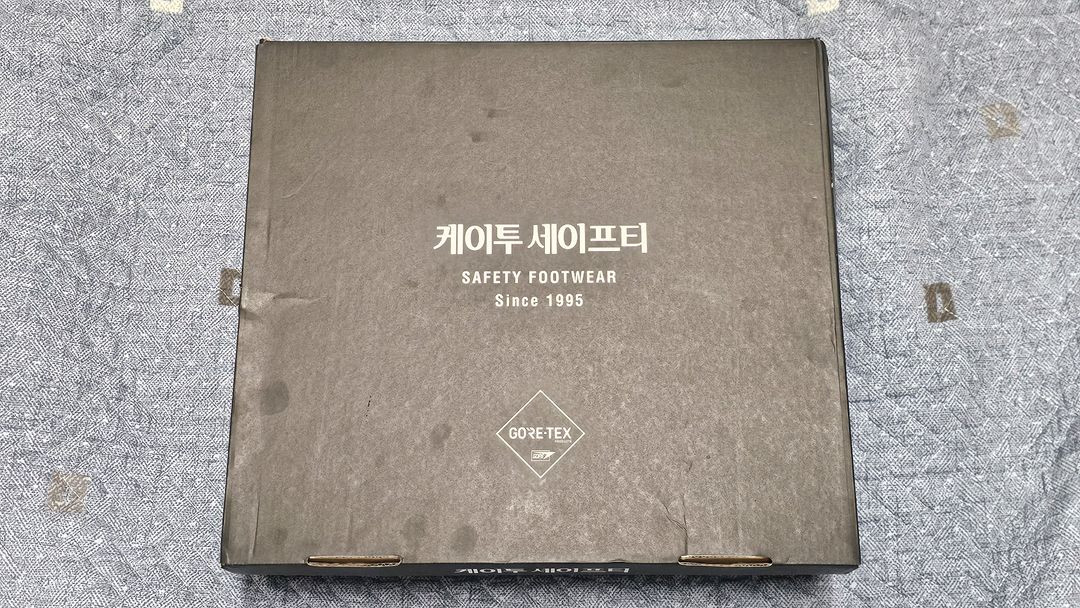 케이투 세이프티
SAFETY FOOTWEAR
Since 1995
GORE-TEX
PRODUCTS
케이투 세이프티